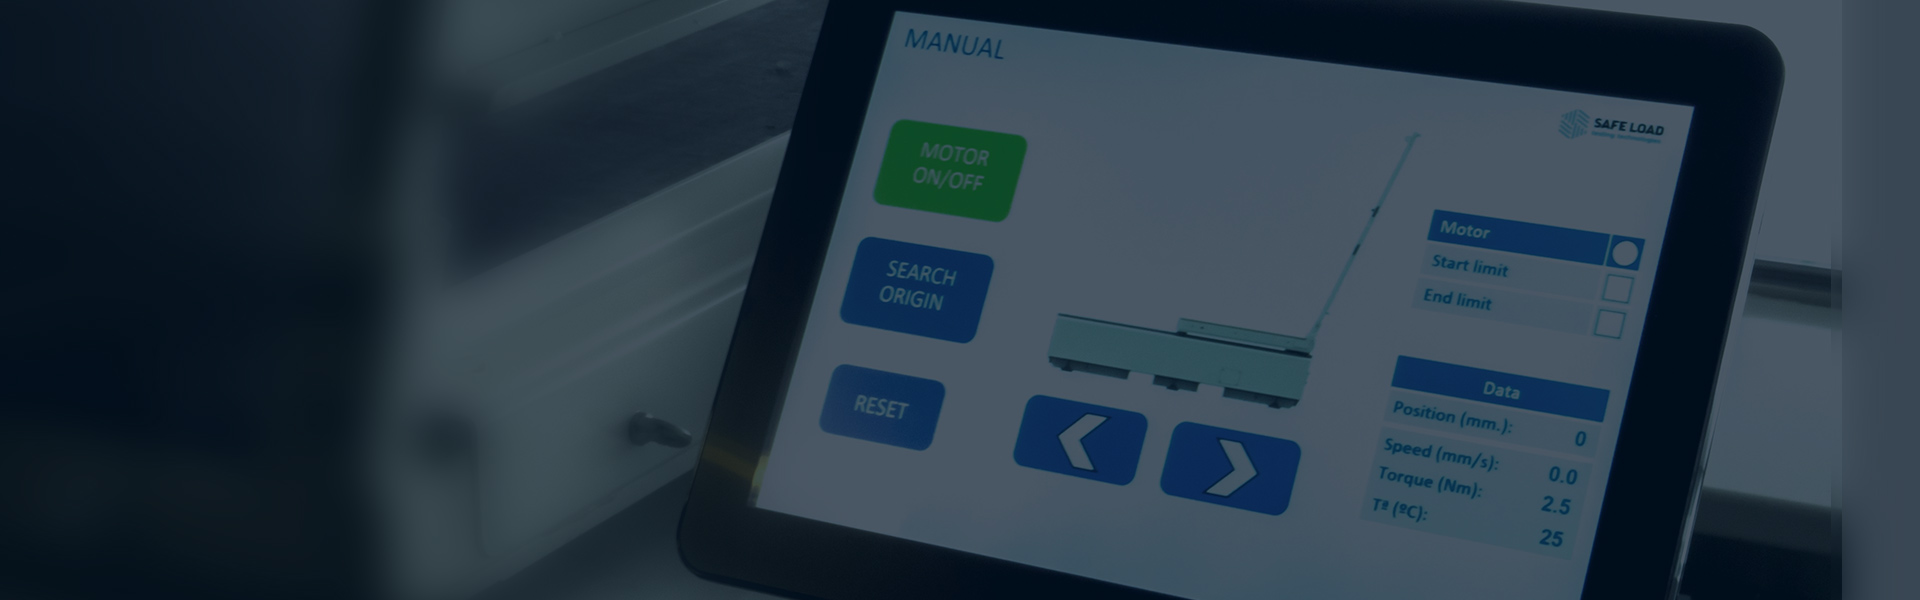 MANUAL
SAFE LOAD
MOTOR
ON/OFF
SEARCH
ORIGIN
RESET
Motor
Start limit
End limit
Data
Position (mm.): 0
Speed (mm/s): 0.0
Torque (Nm): 2.5
Tª (ºC): 25